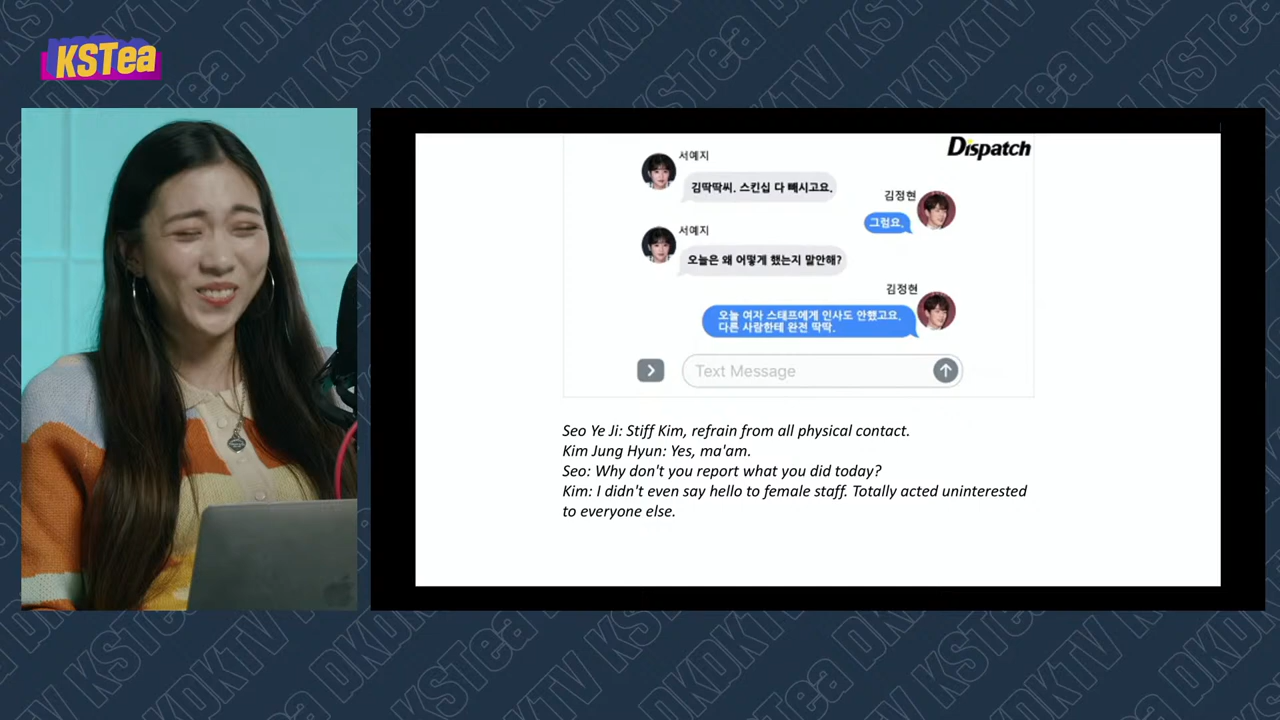 KSTea
Dispatch
서예지
김딱딱씨. 스킨십 다 빼시고요.
김정현
그럼요.
서예지
오늘은 왜 어떻게 했는지 말안해?
김정현
오늘 여자 스태프에게 인사도 안했고요.
다른 사람한테 완전 딱딱.
Text Message
Seo Ye Ji: Stiff Kim, refrain from all physical contact.
Kim Jung Hyun: Yes, ma'am.
Seo: Why don't you report what you did today?
Kim: I didn't even say hello to female staff. Totally acted uninterested
to everyone else.